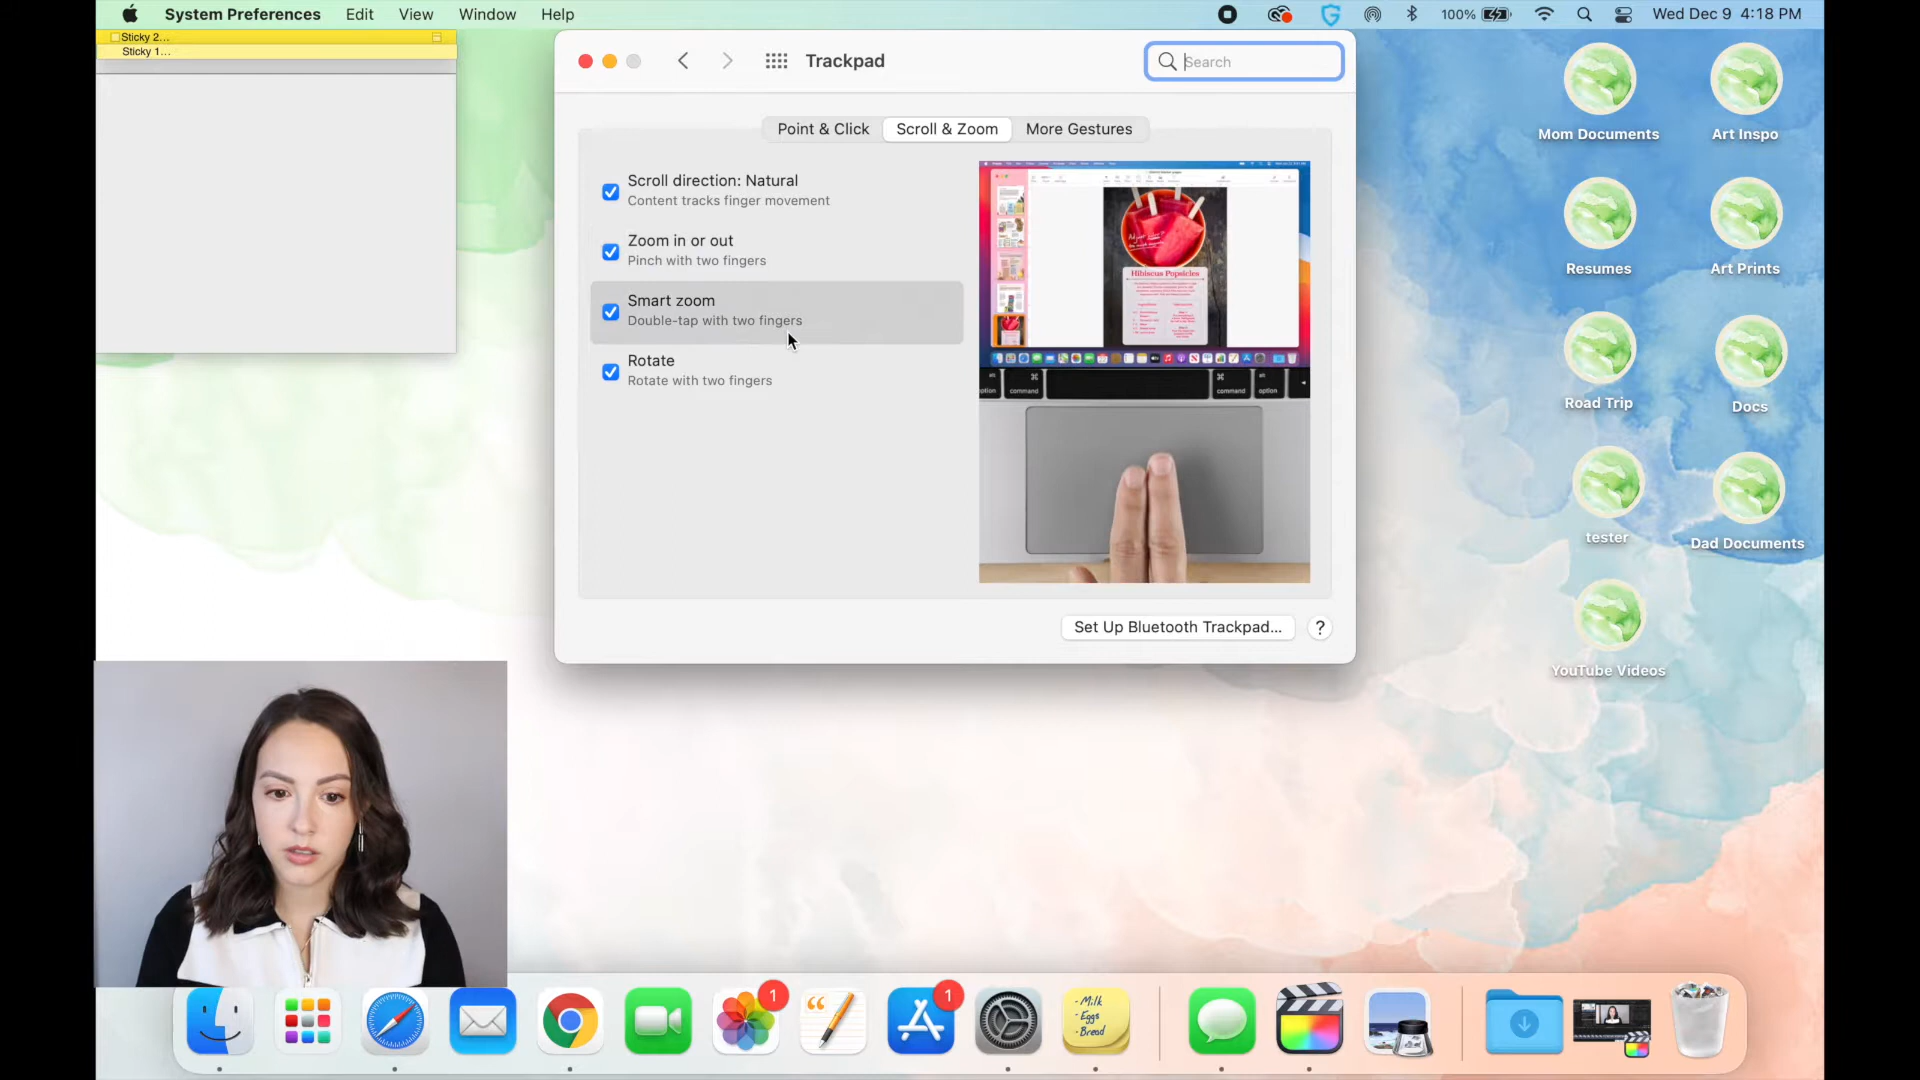 System Preferences Edit View Window Help 100% Wed Dec 9 4:18 PM
Sticky 2...
Sticky 1...
Trackpad
Search
Point & Click Scroll & Zoom More Gestures
Scroll direction: Natural
Content tracks finger movement
Zoom in or out
Pinch with two fingers
Smart zoom
Double-tap with two fingers
Rotate
Rotate with two fingers
Hibiscus Popsicles
alt ⌘ ⌘ alt
command command option
Set Up Bluetooth Trackpad... ?
Mom Documents Art Inspo
Resumes Art Prints
Road Trip Docs
tester Dad Documents
YouTube Videos
1 1
- Milk
- Eggs
- Bread